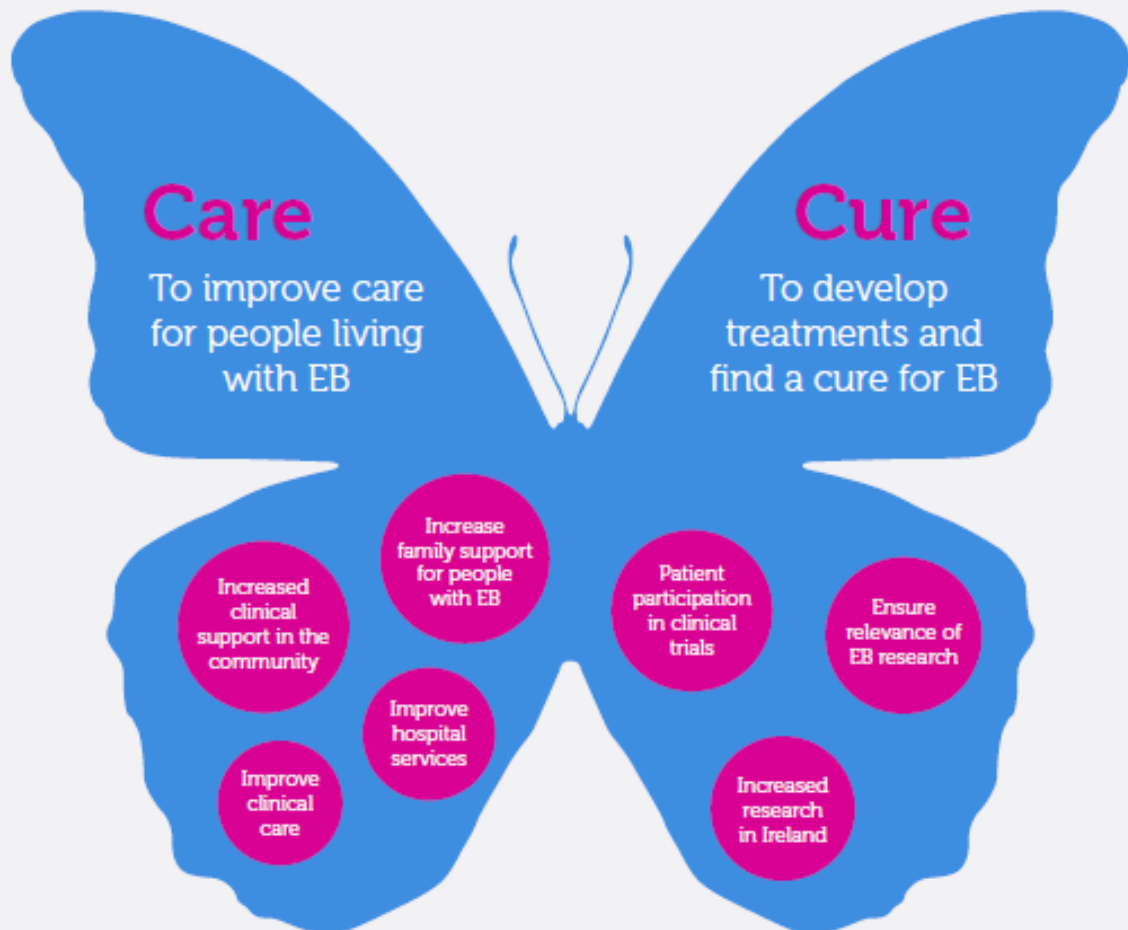 Care
To improve care
for people living
with EB
Cure
To develop
treatments and
find a cure for EB
Increase
family support
for people
with EB
Increased
clinical
support in the
community
Improve
hospital
services
Improve
clinical
care
Patient
participation
in clinical
trials
Ensure
relevance of
EB research
Increased
research
in Ireland